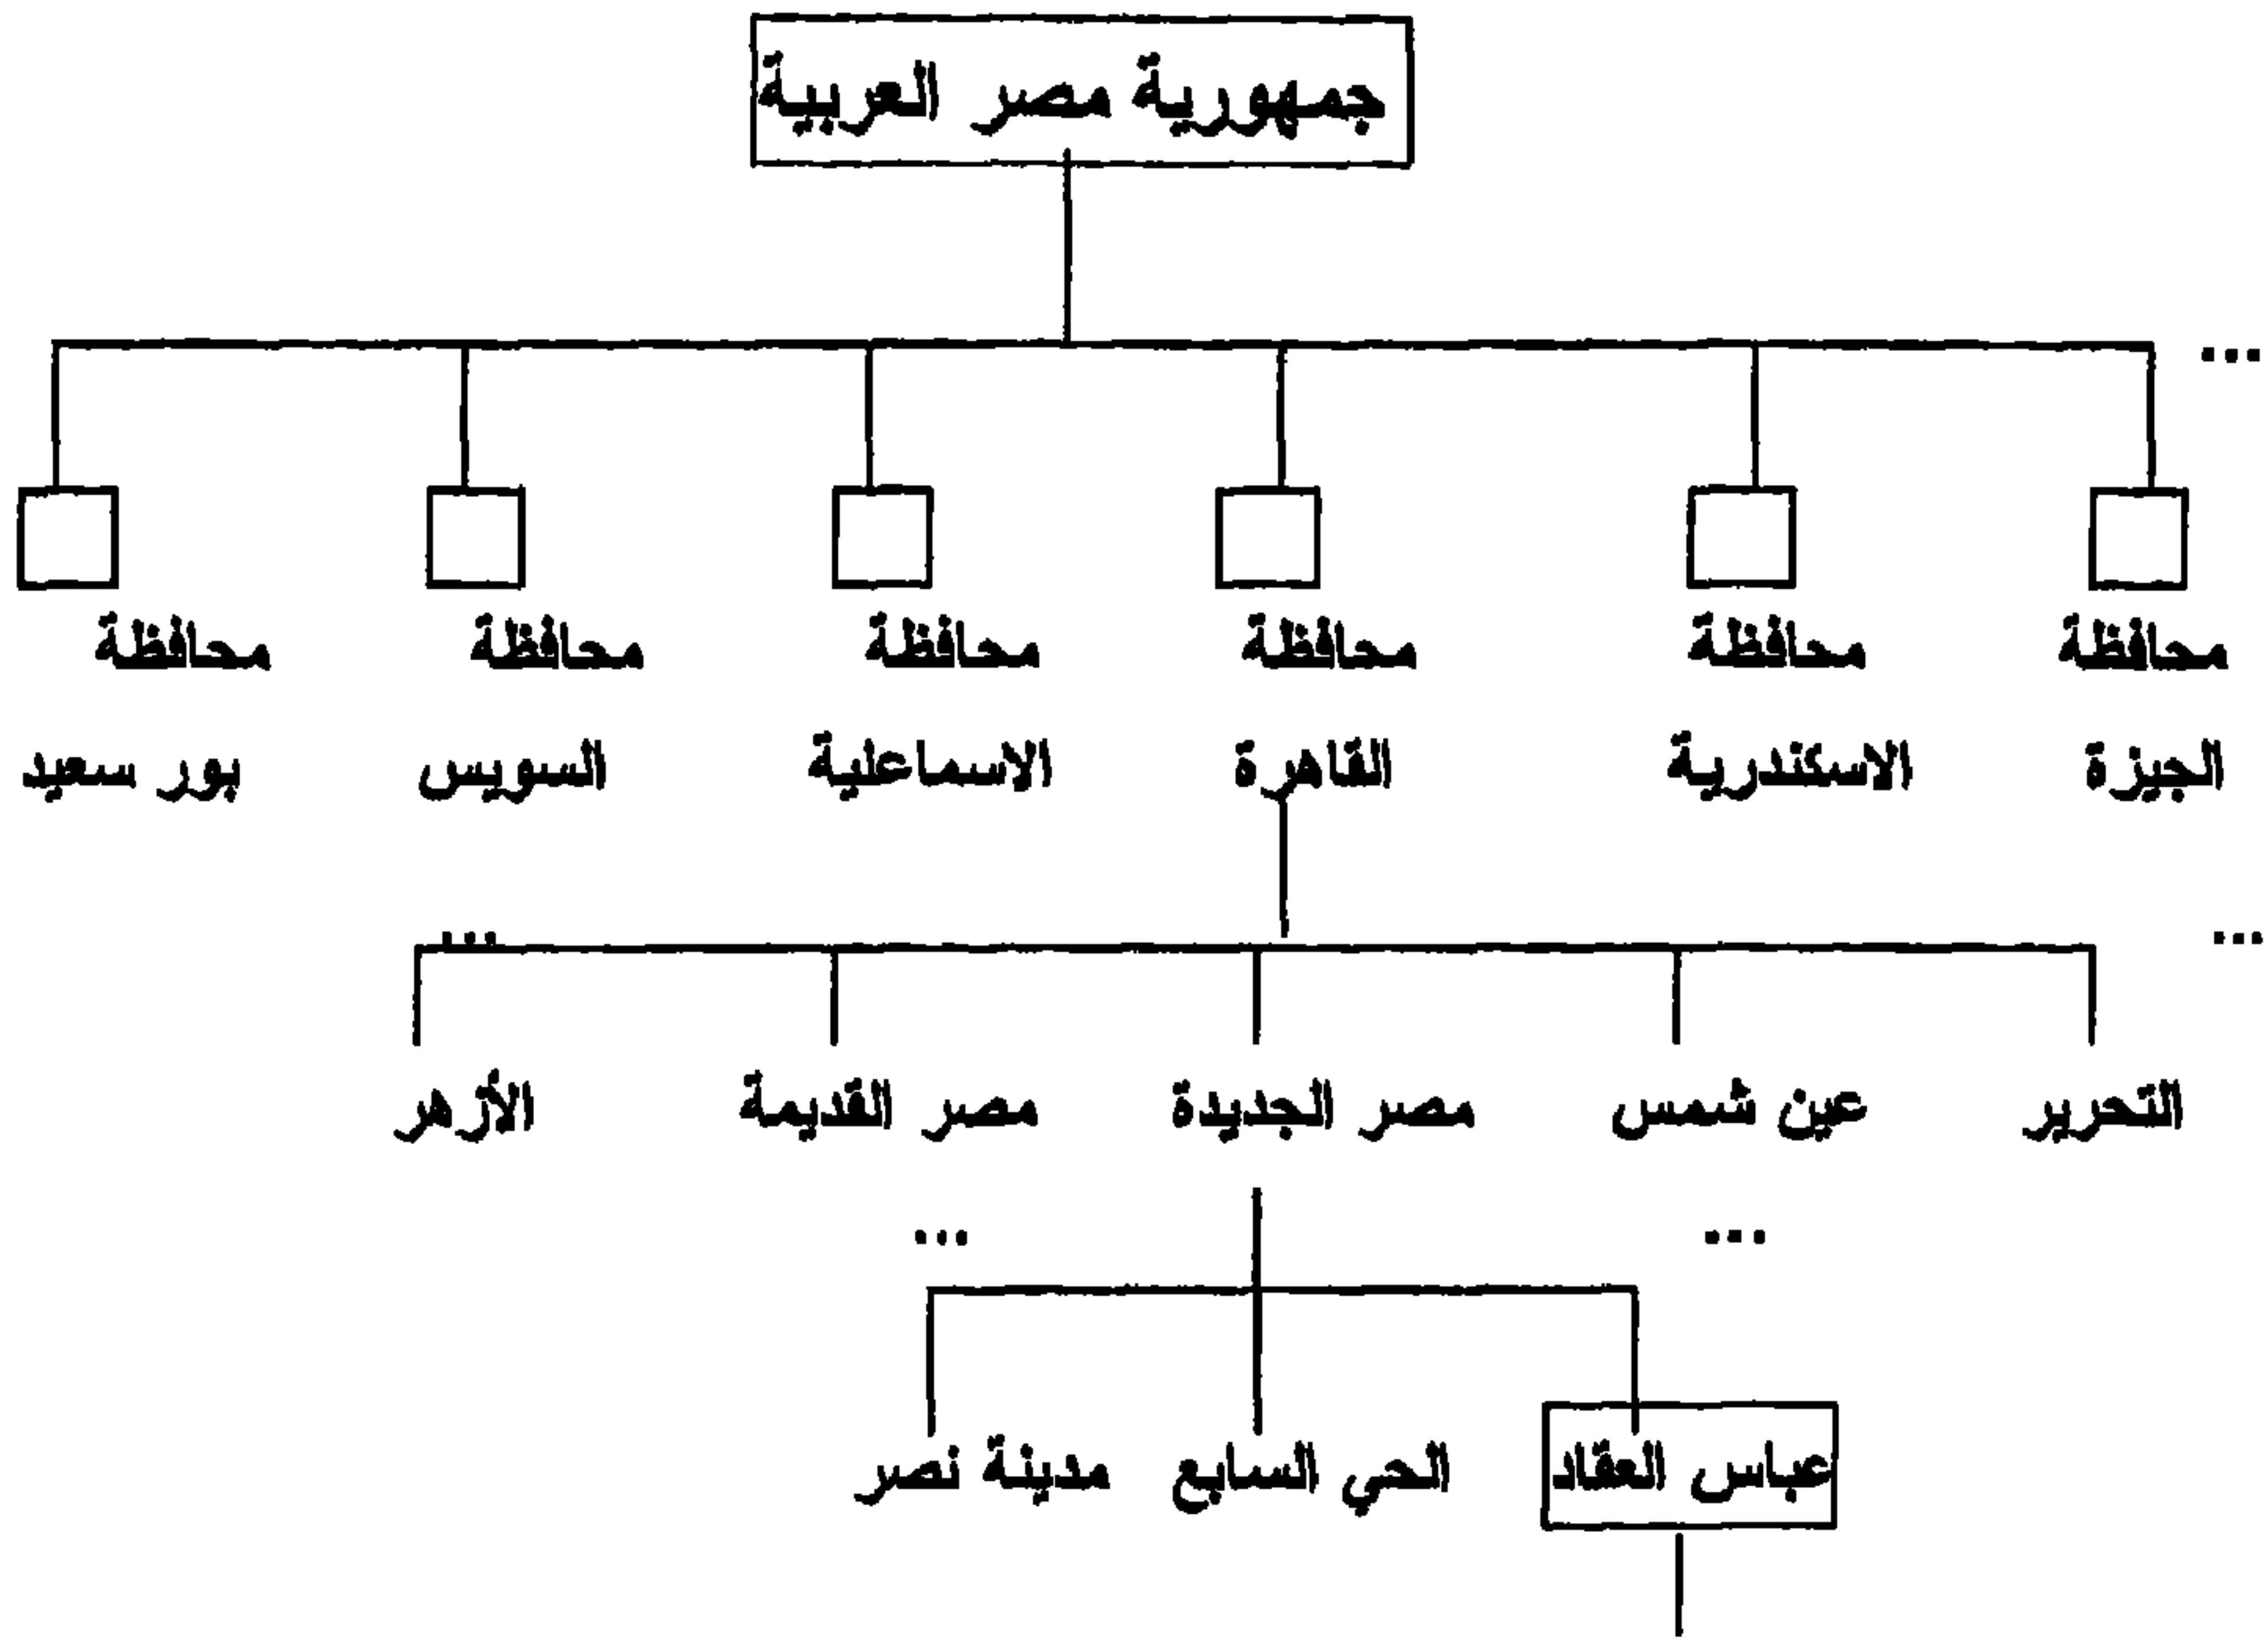 جمهورية مصر العربية
...
محافظة محافظة محافظة محافظة محافظة محافظة
الجيزة الاسكندرية القاهرة الاسماعلية السويس بور سعيد
... ...
التحرير عين شمس مصر الجديدة مصر القديمة الأزهر
... ...
عباس العقاد الحي السابع مدينة نصر